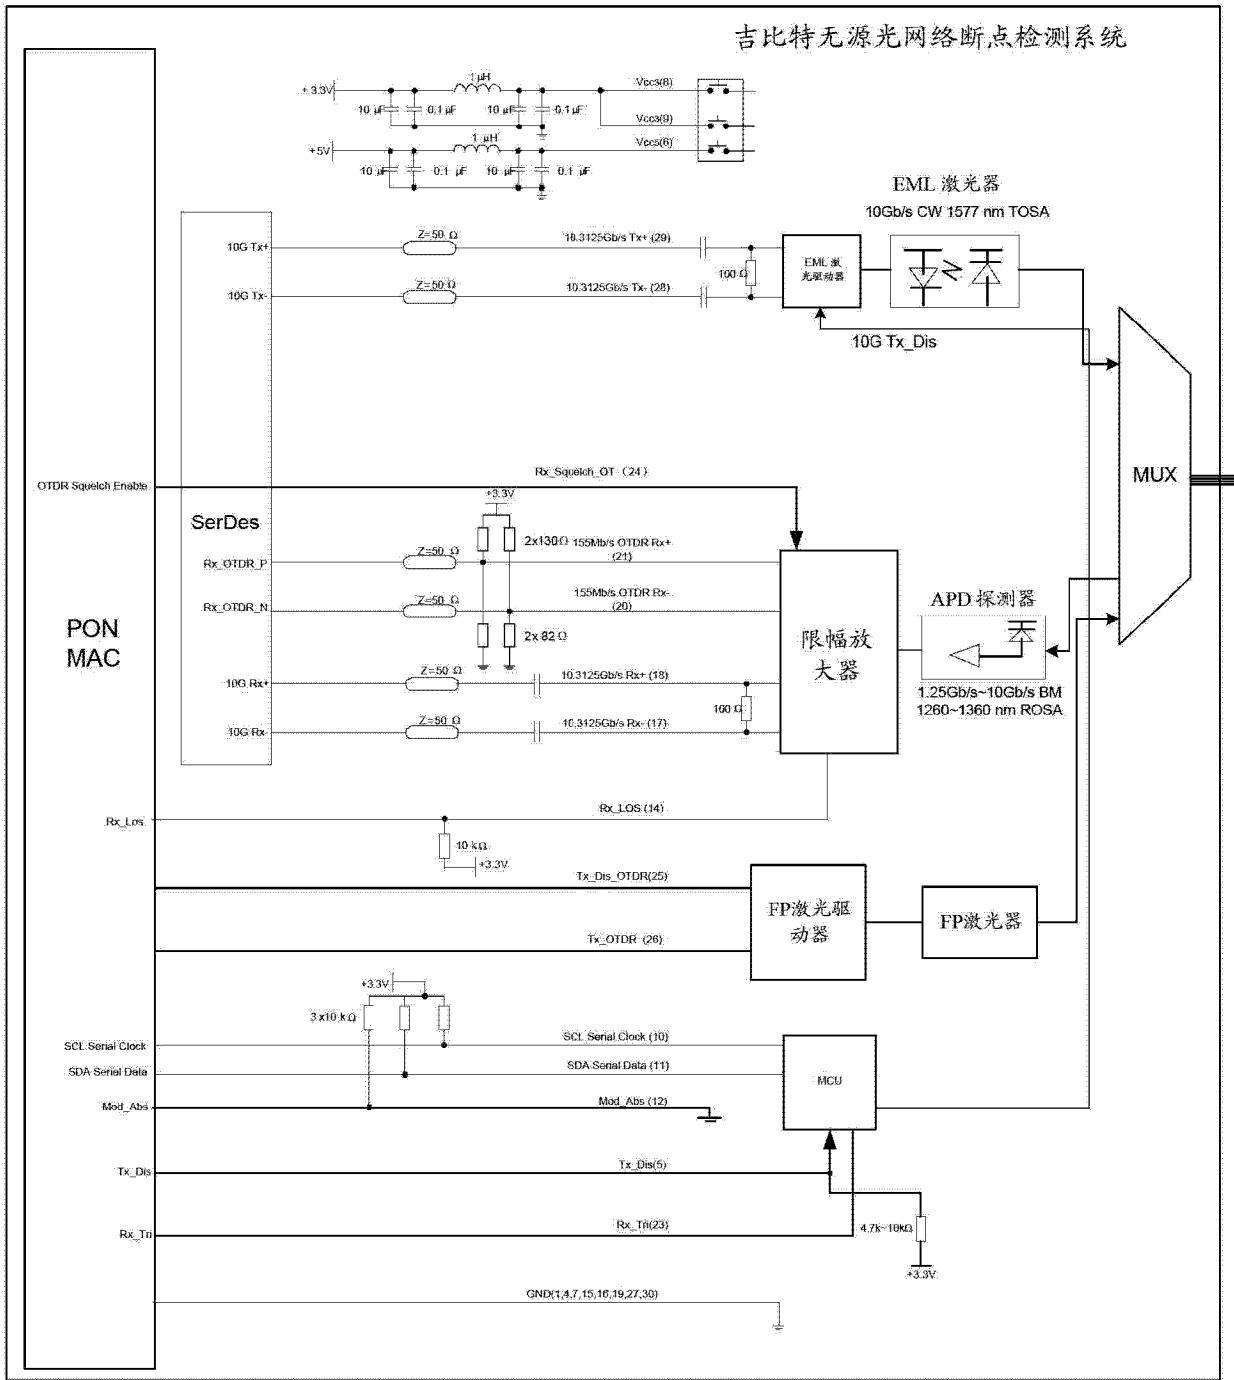 吉比特无源光网络断点检测系统
+3.3V
1 μH
10 μF
0.1 μF
10 μF
0.1 μF
Vcc3(8)
Vcc3(9)
+5V
1 μH
10 μF
0.1 μF
10 μF
0.1 μF
Vcc5(6)
EML 激光器
10Gb/s CW 1577 nm TOSA
10G Tx+
Z=50 Ω
10.3125Gb/s Tx+ (29)
10G Tx-
Z=50 Ω
10.3125Gb/s Tx- (28)
100 Ω
EML 激
光驱动器
10G Tx_Dis
MUX
OTDR Squelch Enable
Rx_Squelch_OT (24)
+3.3V
SerDes
2x130Ω
155Mb/s OTDR Rx+
(21)
Rx_OTDR_P
Z=50 Ω
Rx_OTDR_N
Z=50 Ω
155Mb/s OTDR Rx-
(20)
2x 82Ω
PON
MAC
限幅放
大器
APD 探测器
1.25Gb/s~10Gb/s BM
1260~1360 nm ROSA
10G Rx+
Z=50 Ω
10.3125Gb/s Rx+ (18)
100 Ω
10G Rx-
Z=50 Ω
10.3125Gb/s Rx- (17)
Rx_Los
Rx_LOS (14)
10 kΩ
+3.3V
Tx_Dis_OTDR(25)
Tx_OTDR (26)
FP激光驱
动器
FP激光器
+3.3V
3 x10 kΩ
SCL Serial Clock
SCL Serial Clock (10)
SDA Serial Data
SDA Serial Data (11)
Mod_Abs
Mod_Abs (12)
MCU
Tx_Dis
Tx_Dis(5)
Rx_Tri
Rx_Tri(23)
4.7k~10kΩ
+3.3V
GND(1,4,7,15,16,19,27,30)